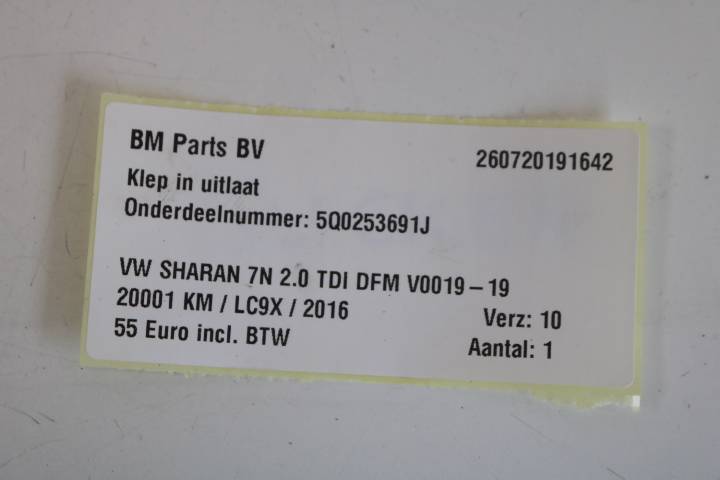 BM Parts BV
260720191642
Klep in uitlaat
Onderdeelnummer: 5Q0253691J
VW SHARAN 7N 2.0 TDI DFM V0019-19
20001 KM / LC9X / 2016
Verz: 10
55 Euro incl. BTW
Aantal: 1